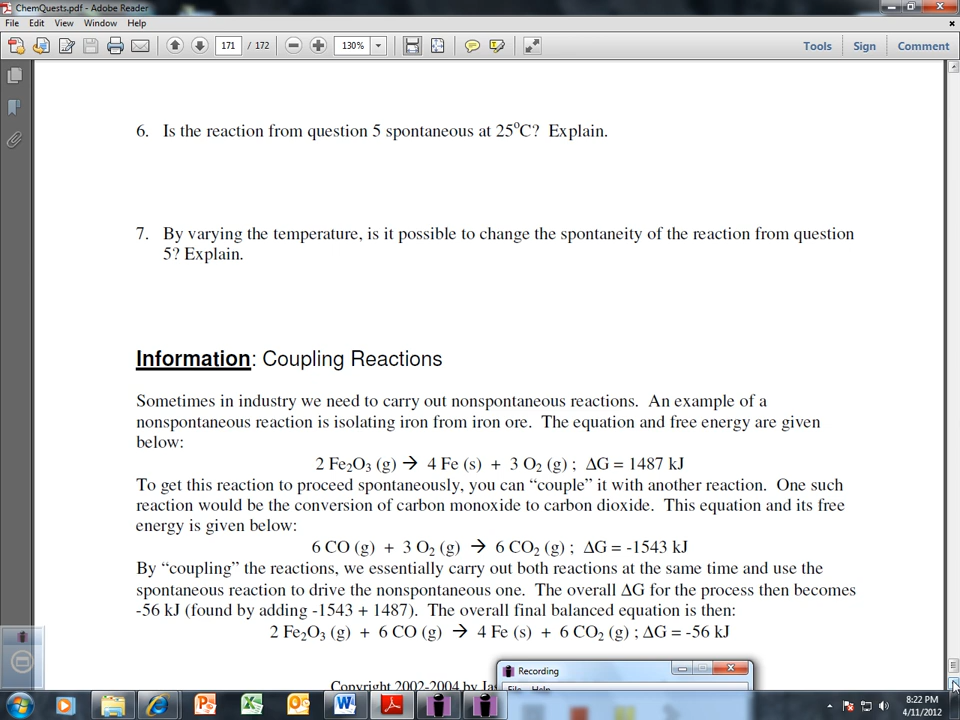 ChemQuests.pdf - Adobe Reader
File Edit View Window Help
171 / 172 130% Tools Sign Comment
6. Is the reaction from question 5 spontaneous at 25°C? Explain.
7. By varying the temperature, is it possible to change the spontaneity of the reaction from question
5? Explain.
Information: Coupling Reactions
Sometimes in industry we need to carry out nonspontaneous reactions. An example of a
nonspontaneous reaction is isolating iron from iron ore. The equation and free energy are given
below:
2 Fe₂O₃ (g) → 4 Fe (s) + 3 O₂ (g) ; ΔG = 1487 kJ
To get this reaction to proceed spontaneously, you can “couple” it with another reaction. One such
reaction would be the conversion of carbon monoxide to carbon dioxide. This equation and its free
energy is given below:
6 CO (g) + 3 O₂ (g) → 6 CO₂ (g) ; ΔG = -1543 kJ
By “coupling” the reactions, we essentially carry out both reactions at the same time and use the
spontaneous reaction to drive the nonspontaneous one. The overall ΔG for the process then becomes
-56 kJ (found by adding -1543 + 1487). The overall final balanced equation is then:
2 Fe₂O₃ (g) + 6 CO (g) → 4 Fe (s) + 6 CO₂ (g) ; ΔG = -56 kJ
Recording
Copyright 2002-2004 by
File Help
8:22 PM
4/11/2012